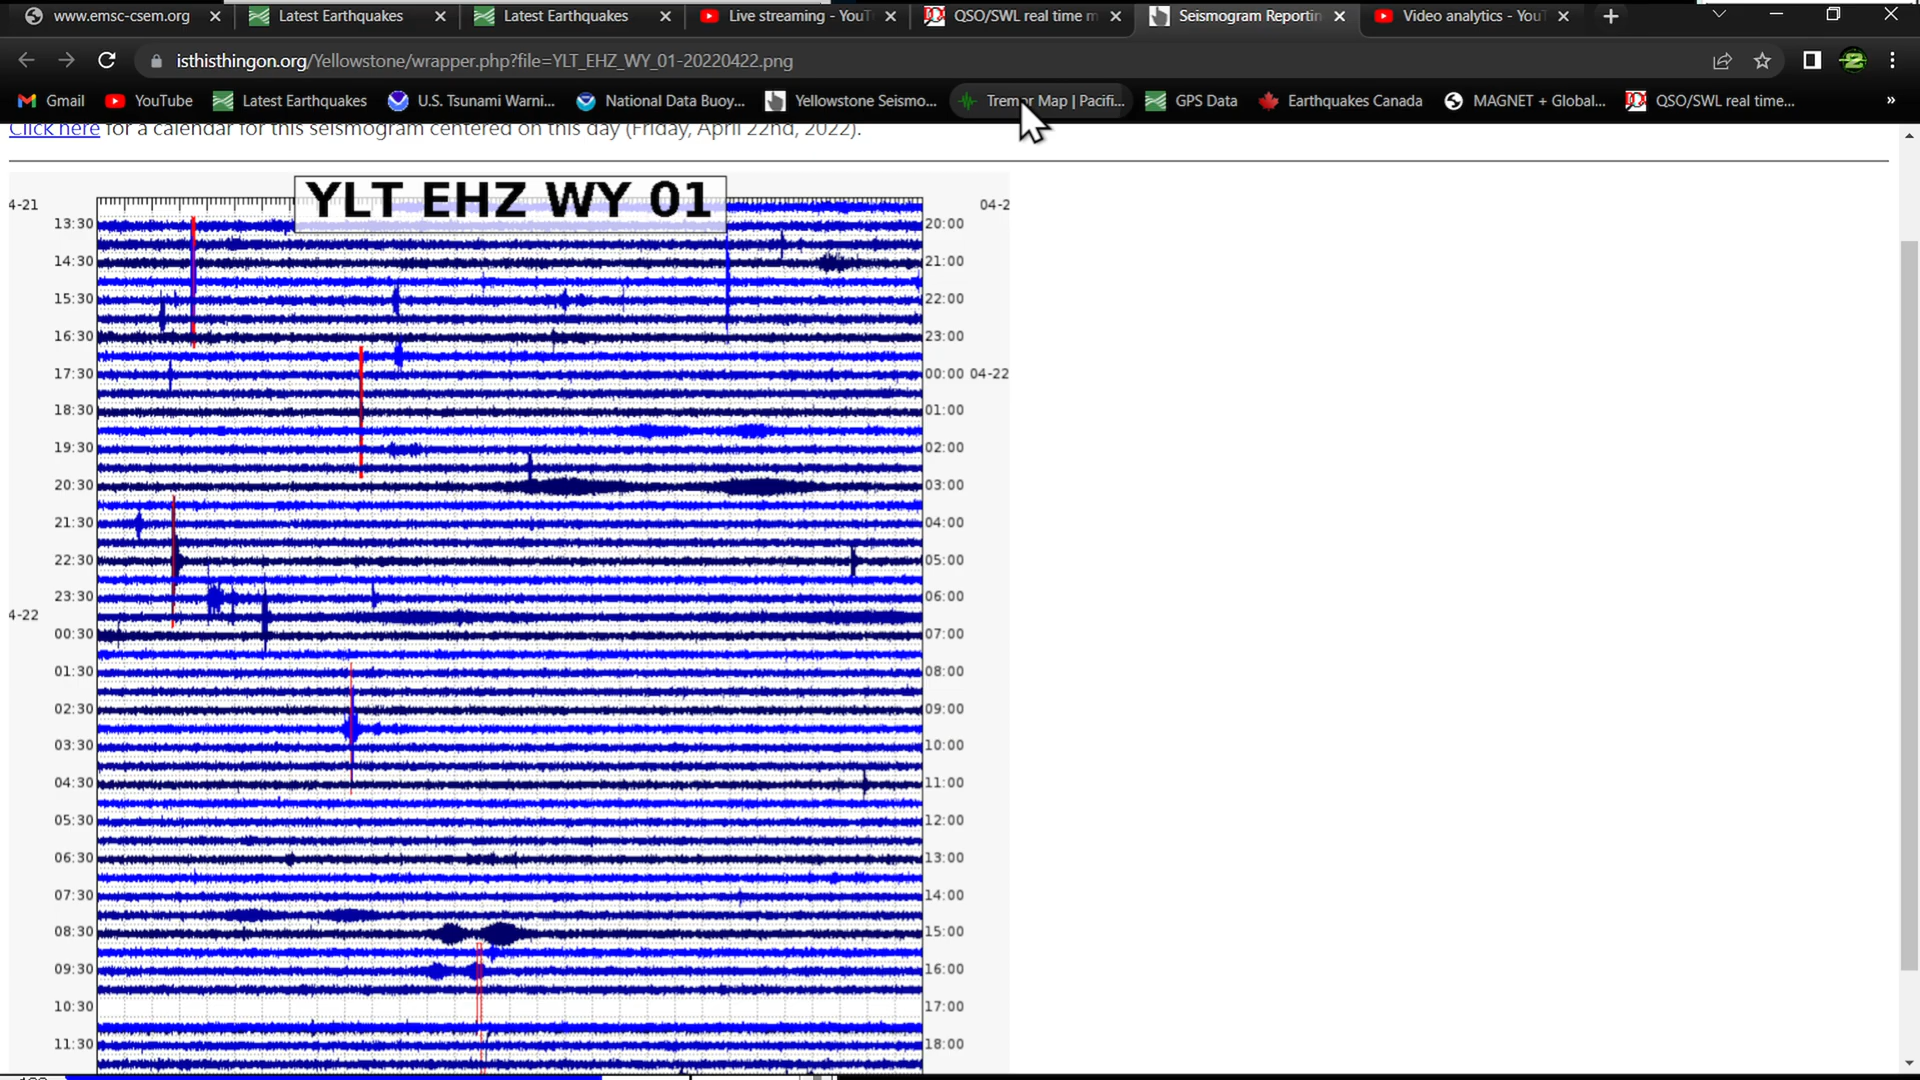 www.emsc-csem.org
Latest Earthquakes
Latest Earthquakes
Live streaming - YouT
QSO/SWL real time m
Seismogram Reportin
Video analytics - YouT
isthisthingon.org/Yellowstone/wrapper.php?file=YLT_EHZ_WY_01-20220422.png
Gmail YouTube Latest Earthquakes U.S. Tsunami Warni... National Data Buoy... Yellowstone Seismo... Tremor Map | Pacifi... GPS Data Earthquakes Canada MAGNET + Global... QSO/SWL real time... »
Click here for a calendar for this seismogram centered on this day (Friday, April 22nd, 2022).
YLT EHZ WY 01
4-21 04-2
13:30 20:00
14:30 21:00
15:30 22:00
16:30 23:00
17:30 00:00 04-22
18:30 01:00
19:30 02:00
20:30 03:00
21:30 04:00
22:30 05:00
23:30 06:00
4-22
00:30 07:00
01:30 08:00
02:30 09:00
03:30 10:00
04:30 11:00
05:30 12:00
06:30 13:00
07:30 14:00
08:30 15:00
09:30 16:00
10:30 17:00
11:30 18:00